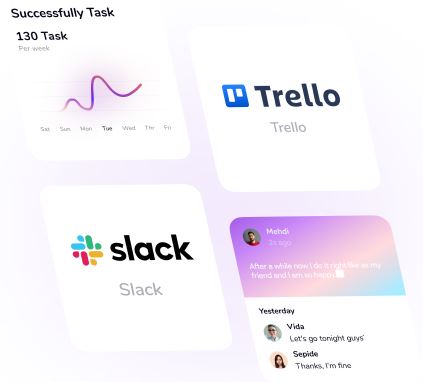 Successfully Task
130 Task
Per week
Sat Sun Mon Tue Wed Thr Fri
Trello
Trello
slack
Slack
Mehdi
2s ago
After a while now I do it right like as my
friend and I am so happy
Yesterday
Vida
Let's go tonight guys'
Sepide
Thanks, I'm fine